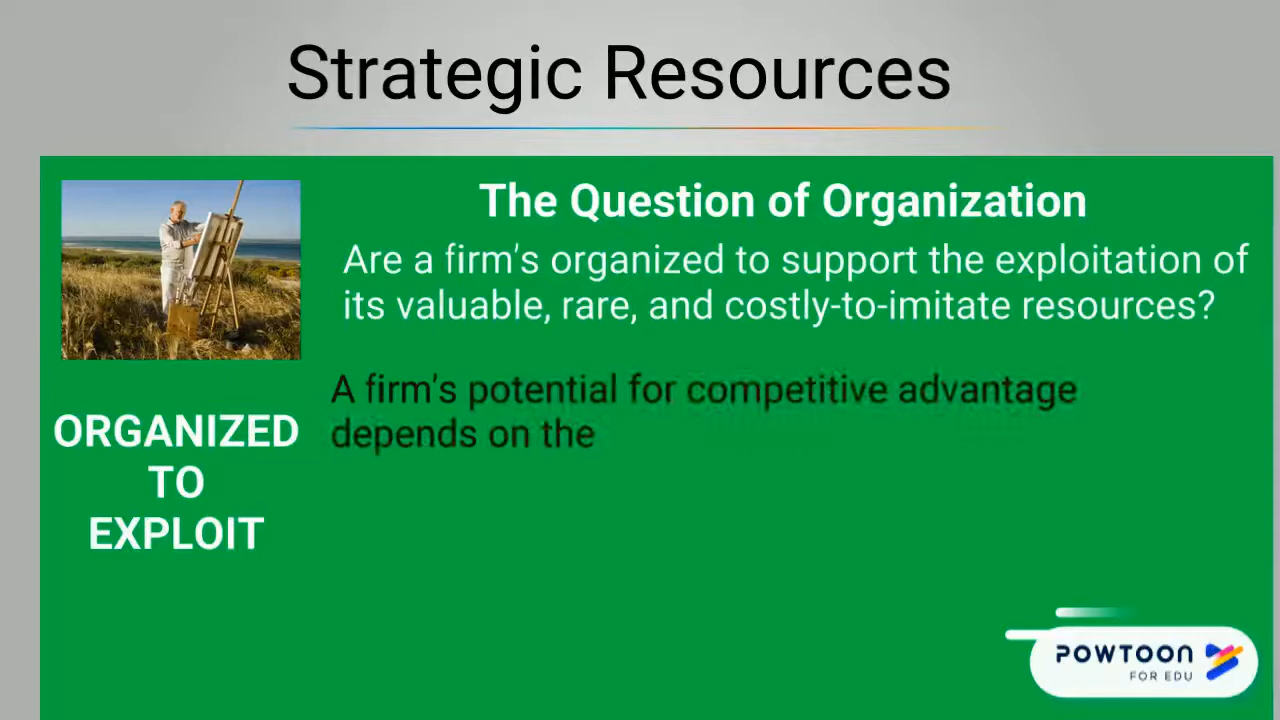 Strategic Resources
The Question of Organization
Are a firm's organized to support the exploitation of
its valuable, rare, and costly-to-imitate resources?
A firm's potential for competitive advantage
depends on the
ORGANIZED
TO
EXPLOIT
POWTOON
FOR EDU